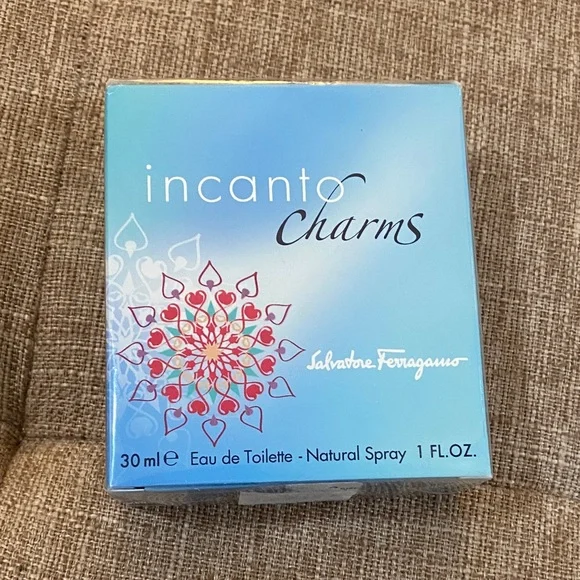 incanto
charms
Salvatore Ferragamo
30 ml ℮ Eau de Toilette - Natural Spray 1 FL.OZ.